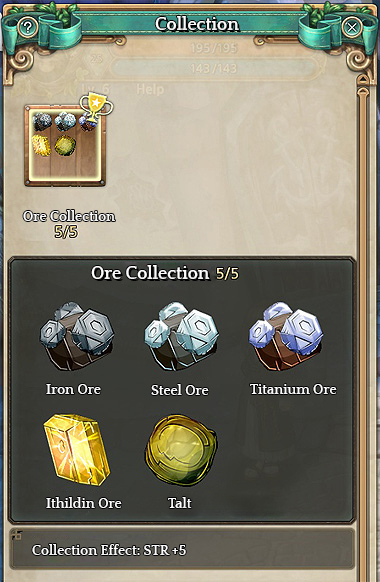 ?
Collection
195/195
143/143
Help
Ore Collection
5/5
Ore Collection 5/5
Iron Ore
Steel Ore
Titanium Ore
Ithildin Ore
Talt
Collection Effect: STR +5